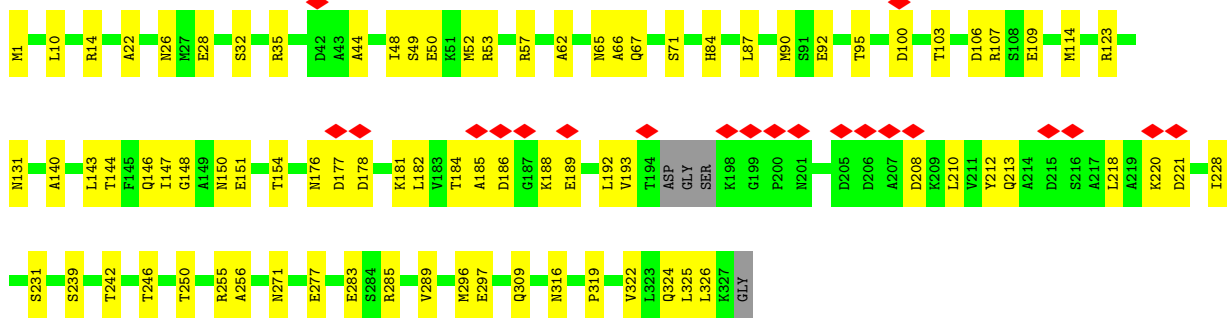 M1 L10 R14 A22 N26 M27 E28 S32 R35 D42 A43 A44 I48 S49 E50 K51 M52 R53 R57 A62 N65 A66 Q67 S71 H84 L87 M90 S91 E92 T95 D100 T103 D106 R107 S108 E109 M114 R123
N131 A140 L143 T144 F145 Q146 I147 G148 A149 N150 E151 T154 N176 D177 D178 K181 L182 V183 T184 A185 D186 G187 K188 E189 L192 V193 T194 ASP GLY SER K198 G199 P200 N201 D205 D206 A207 D208 K209 L210 V211 Y212 Q213 A214 D215 S216 A217 L218 A219 K220 D221 I228
S231 S239 T242 T246 T250 R255 A256 N271 E277 E283 S284 R285 V289 M296 E297 Q309 N316 P319 V322 L323 Q324 L325 L326 K327 GLY